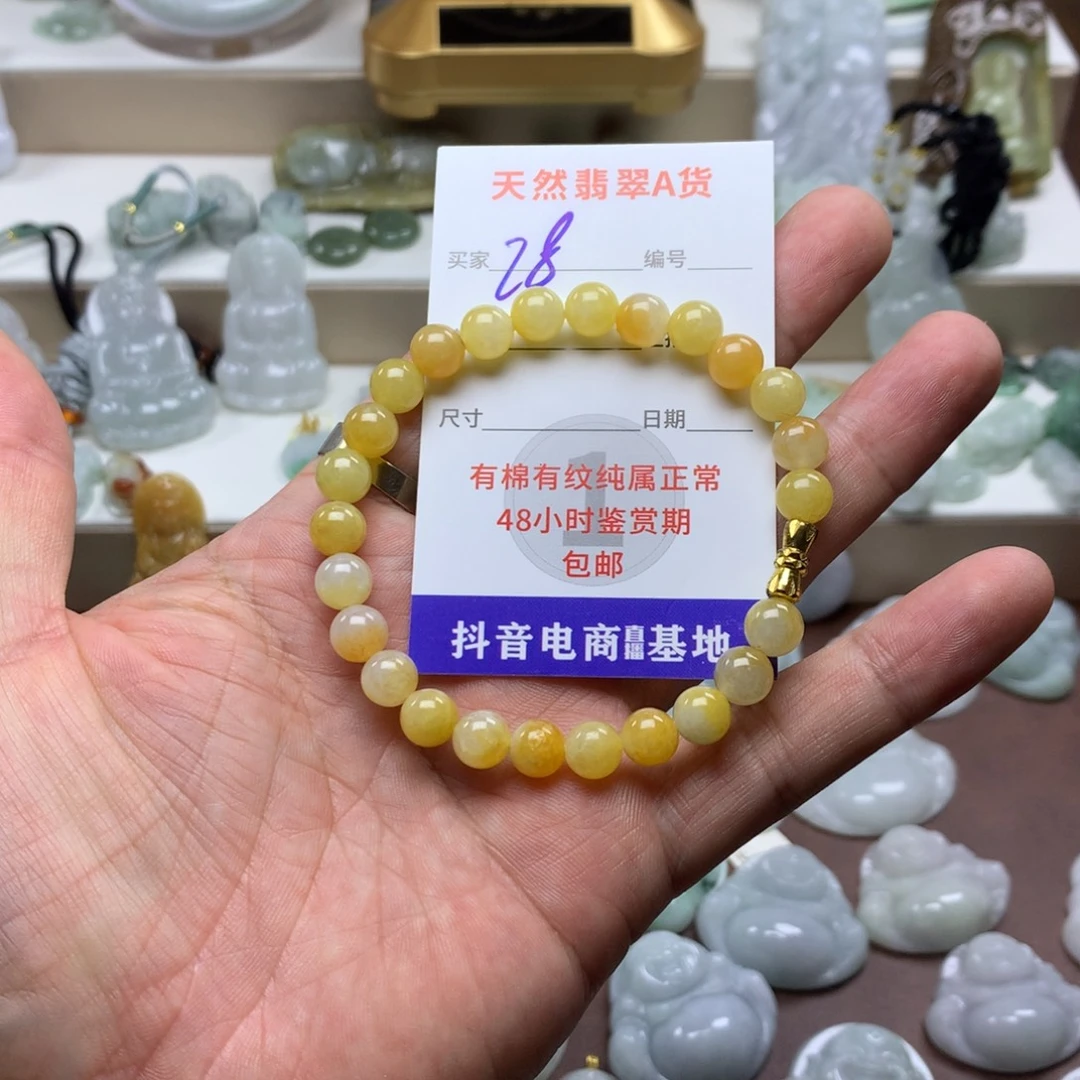 天然翡翠A货
买家 28 编号
尺寸 日期
有棉有纹纯属正常
48小时鉴赏期
包邮
抖音电商直播基地